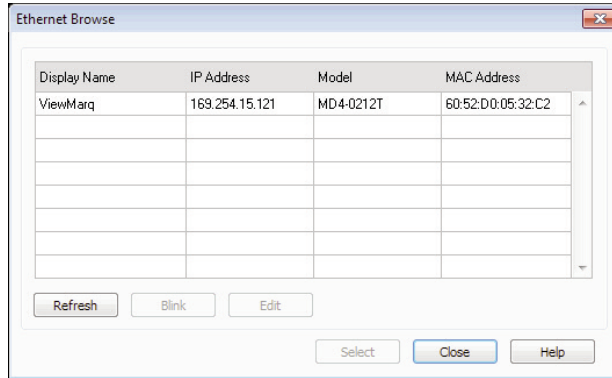 Ethernet Browse
Display Name IP Address Model MAC Address
ViewMarq 169.254.15.121 MD4-0212T 60:52:D0:05:32:C2
Refresh Blink Edit
Select Close Help